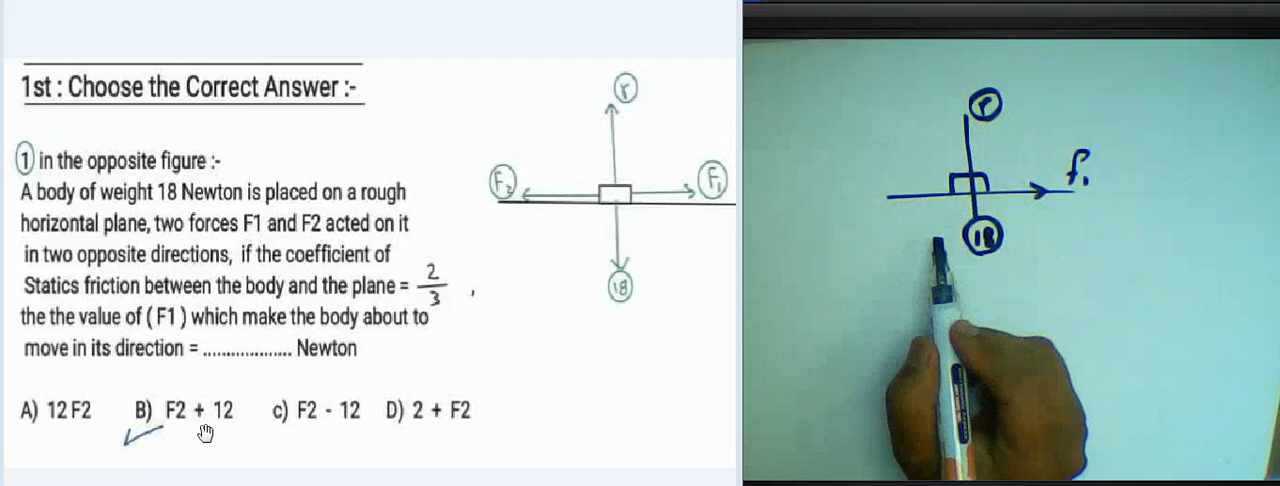 1st : Choose the Correct Answer :-
1 in the opposite figure :-
A body of weight 18 Newton is placed on a rough
horizontal plane, two forces F1 and F2 acted on it
in two opposite directions, if the coefficient of
Statics friction between the body and the plane = 2/3 ,
the the value of ( F1 ) which make the body about to
move in its direction = ................... Newton
A) 12 F2 B) F2 + 12 c) F2 - 12 D) 2 + F2
r
F2 F1
18
r
f1
18